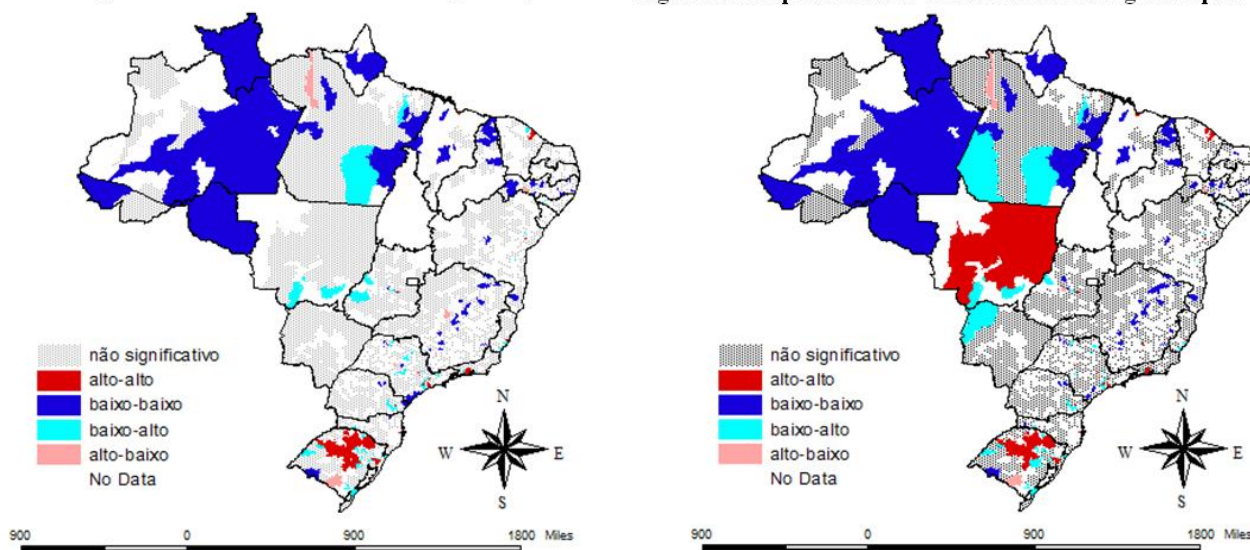 não significativo
alto-alto
baixo-baixo
baixo-alto
alto-baixo
No Data
N
W E
S
900 0 900 1800 Miles
não significativo
alto-alto
baixo-baixo
baixo-alto
alto-baixo
No Data
N
W E
S
900 0 900 1800 Miles